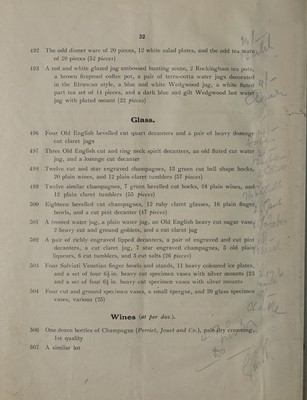 32
492 The odd dinner ware of 20 pieces, 12 white salad plates, and the odd tea ware
of 20 pieces (52 pieces)
493 A red and white glazed jug embossed hunting scene, 2 Rockingham tea pots,
a brown fireproof coffee pot, a pair of terra-cotta water jugs decorated
in the Etruscan style, a blue and white Wedgwood jug, a white fluted
part tea set of 14 pieces, and a dark blue and gilt Wedgwood hot water
jug with plated mount (22 pieces)
Glass.
496 Four Old English bevelled cut quart decanters and a pair of heavy
cut claret jugs
497 Three Old English cut and ring neck spirit decanters, an old fluted cut water
jug, and a lozenge cut decanter
498 Twelve cut and star engraved champagnes, 13 green cut bell shape hocks,
20 plain wines, and 12 plain claret tumblers (57 pieces)
499 Twelve similar champagnes, 7 green bevelled cut hocks, 24 plain wines, and
12 plain claret tumblers (55 pieces)
500 Eighteen bevelled cut champagnes, 12 ruby claret glasses, 16 plain finger
bowls, and a cut pint decanter (47 pieces)
501 A trowed water jug, a plain water jug, an Old English heavy cut sugar vase,
2 heavy cut and ground goblets, and a cut claret jug
502 A pair of richly engraved lipped decanters, a pair of engraved and cut pint
decanters, a cut claret jug, 7 star engraved champagnes, 5 old plain
liqueurs, 6 cut tumblers, and 3 cut salts (26 pieces)
503 Four Salviati Venetian finger bowls and stands, 11 heavy coloured ice plates,
and a set of four 6½ in. heavy cut specimen vases with silver mounts (23
and a set of four 6½ in. heavy cut specimen vases with silver mounts
504 Four cut and ground specimen vases, a small épergne, and 20 glass specimen
vases, various (25)
Wines (at per doz.).
506 One dozen bottles of Champagne (Perriet, Jouet and Co.), pale dry creaming,
1st quality
507 A similar lot